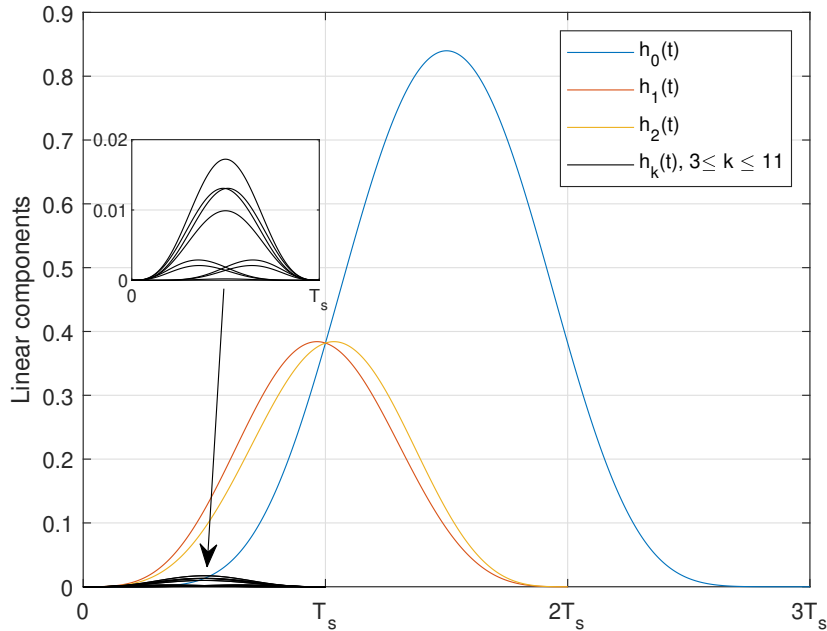 0.9
0.8
0.7
0.6
0.5
0.4
0.3
0.2
0.1
0
Linear components
0 T_s 2T_s 3T_s
h_0(t)
h_1(t)
h_2(t)
h_k(t), 3≤ k ≤ 11
0.02
0.01
0
0 T_s